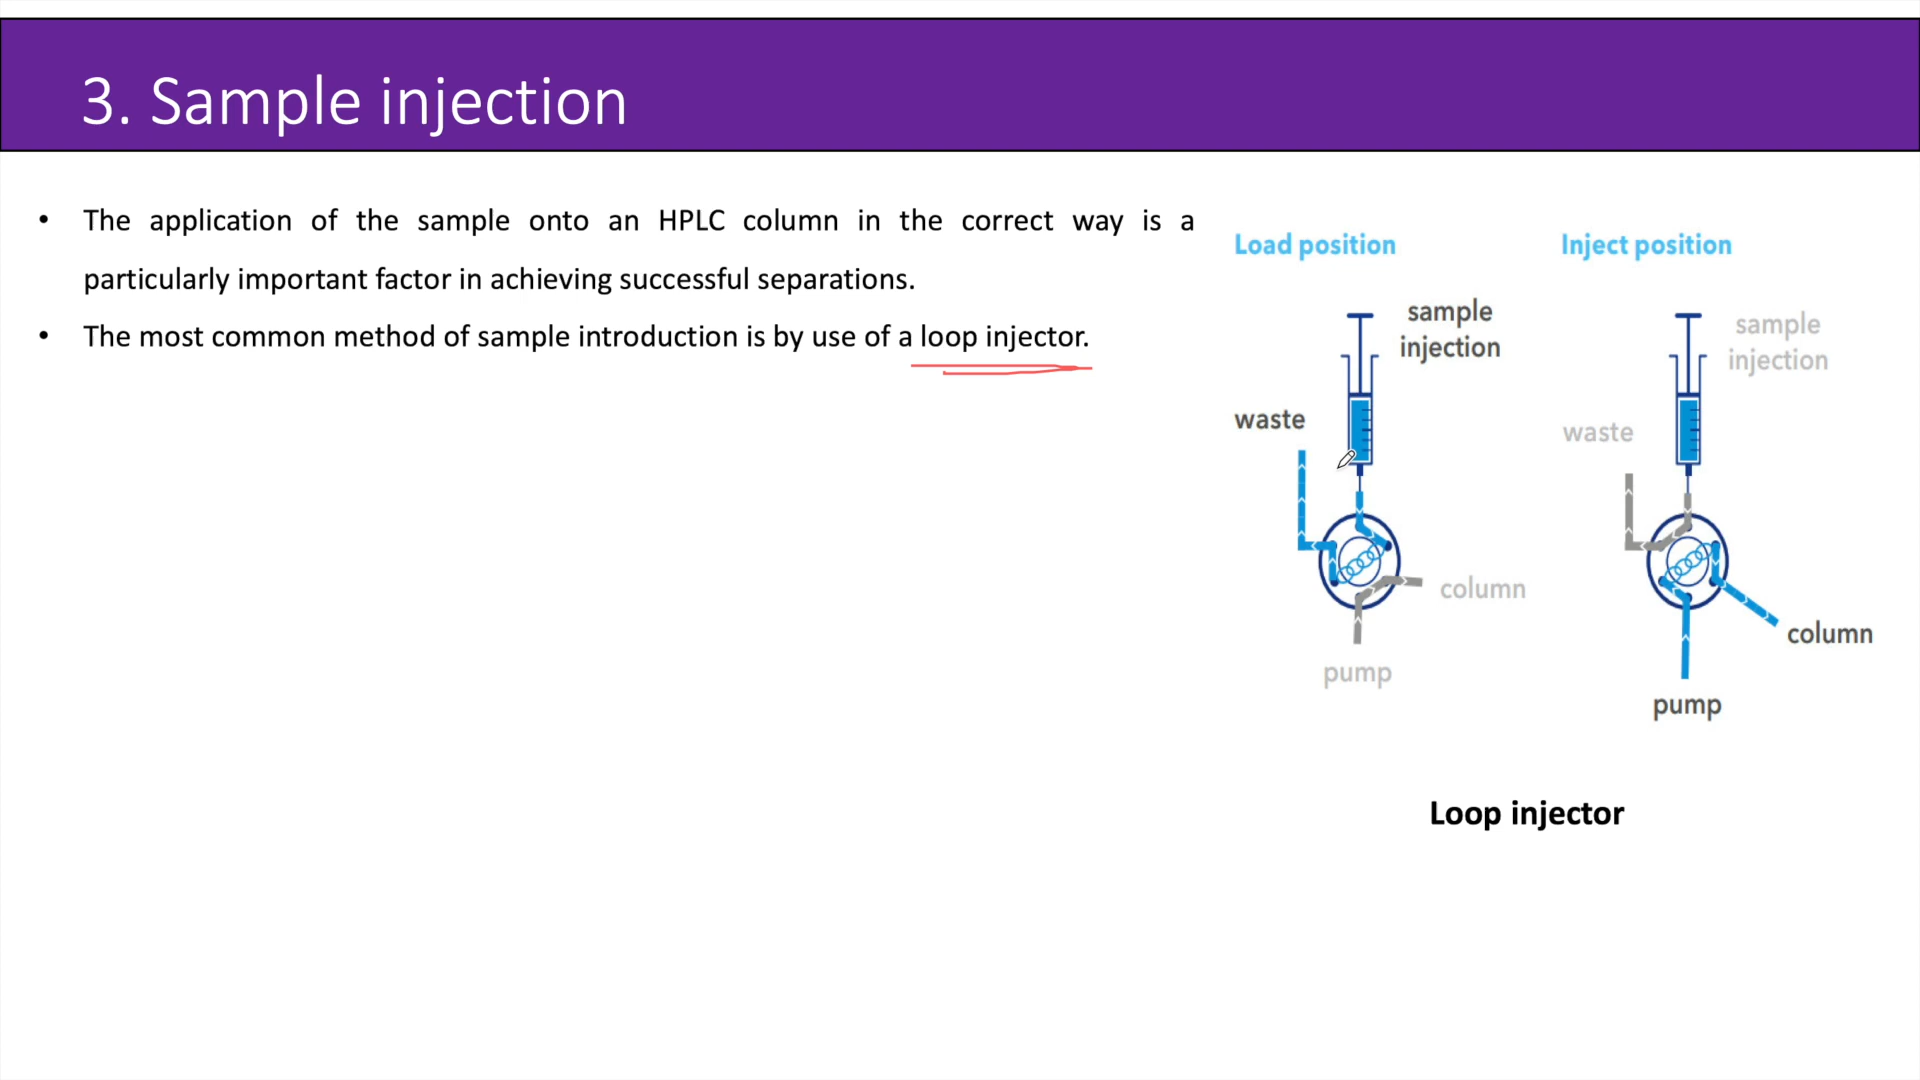 3. Sample injection
• The application of the sample onto an HPLC column in the correct way is a
particularly important factor in achieving successful separations.
• The most common method of sample introduction is by use of a loop injector.
Load position
sample
injection
waste
column
pump
Inject position
sample
injection
waste
column
pump
Loop injector